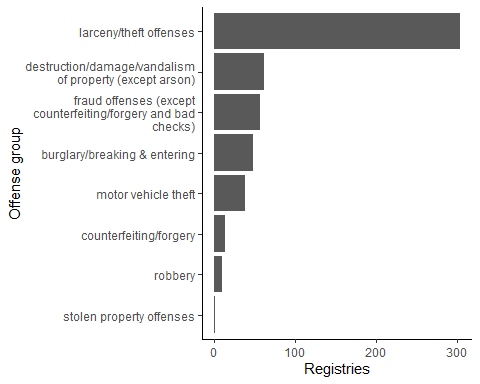 larceny/theft offenses
destruction/damage/vandalism
of property (except arson)
fraud offenses (except
counterfeiting/forgery and bad
checks)
burglary/breaking & entering
motor vehicle theft
counterfeiting/forgery
robbery
stolen property offenses
Offense group
0 100 200 300
Registries